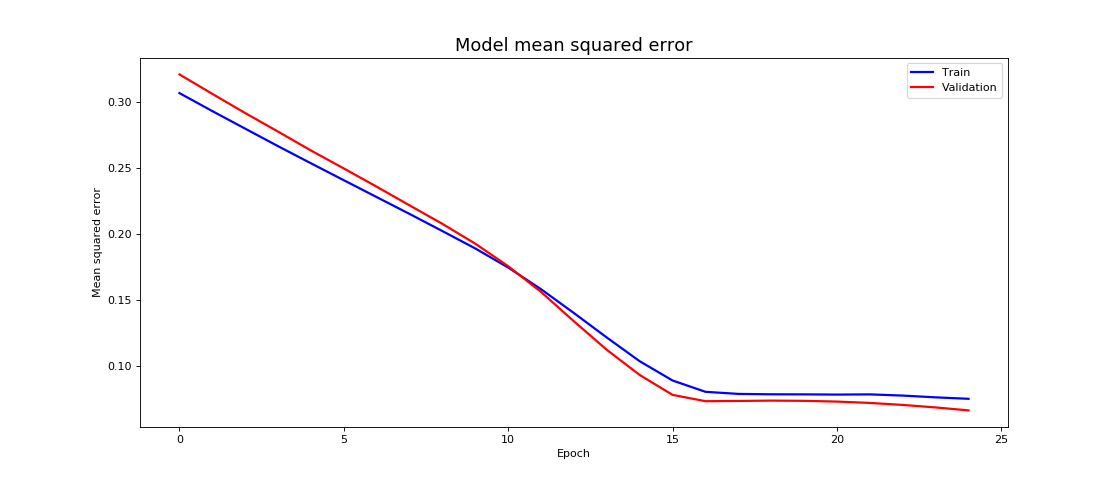 Model mean squared error
Train
Validation
0.30
0.25
0.20
0.15
0.10
Mean squared error
0
5
10
15
20
25
Epoch